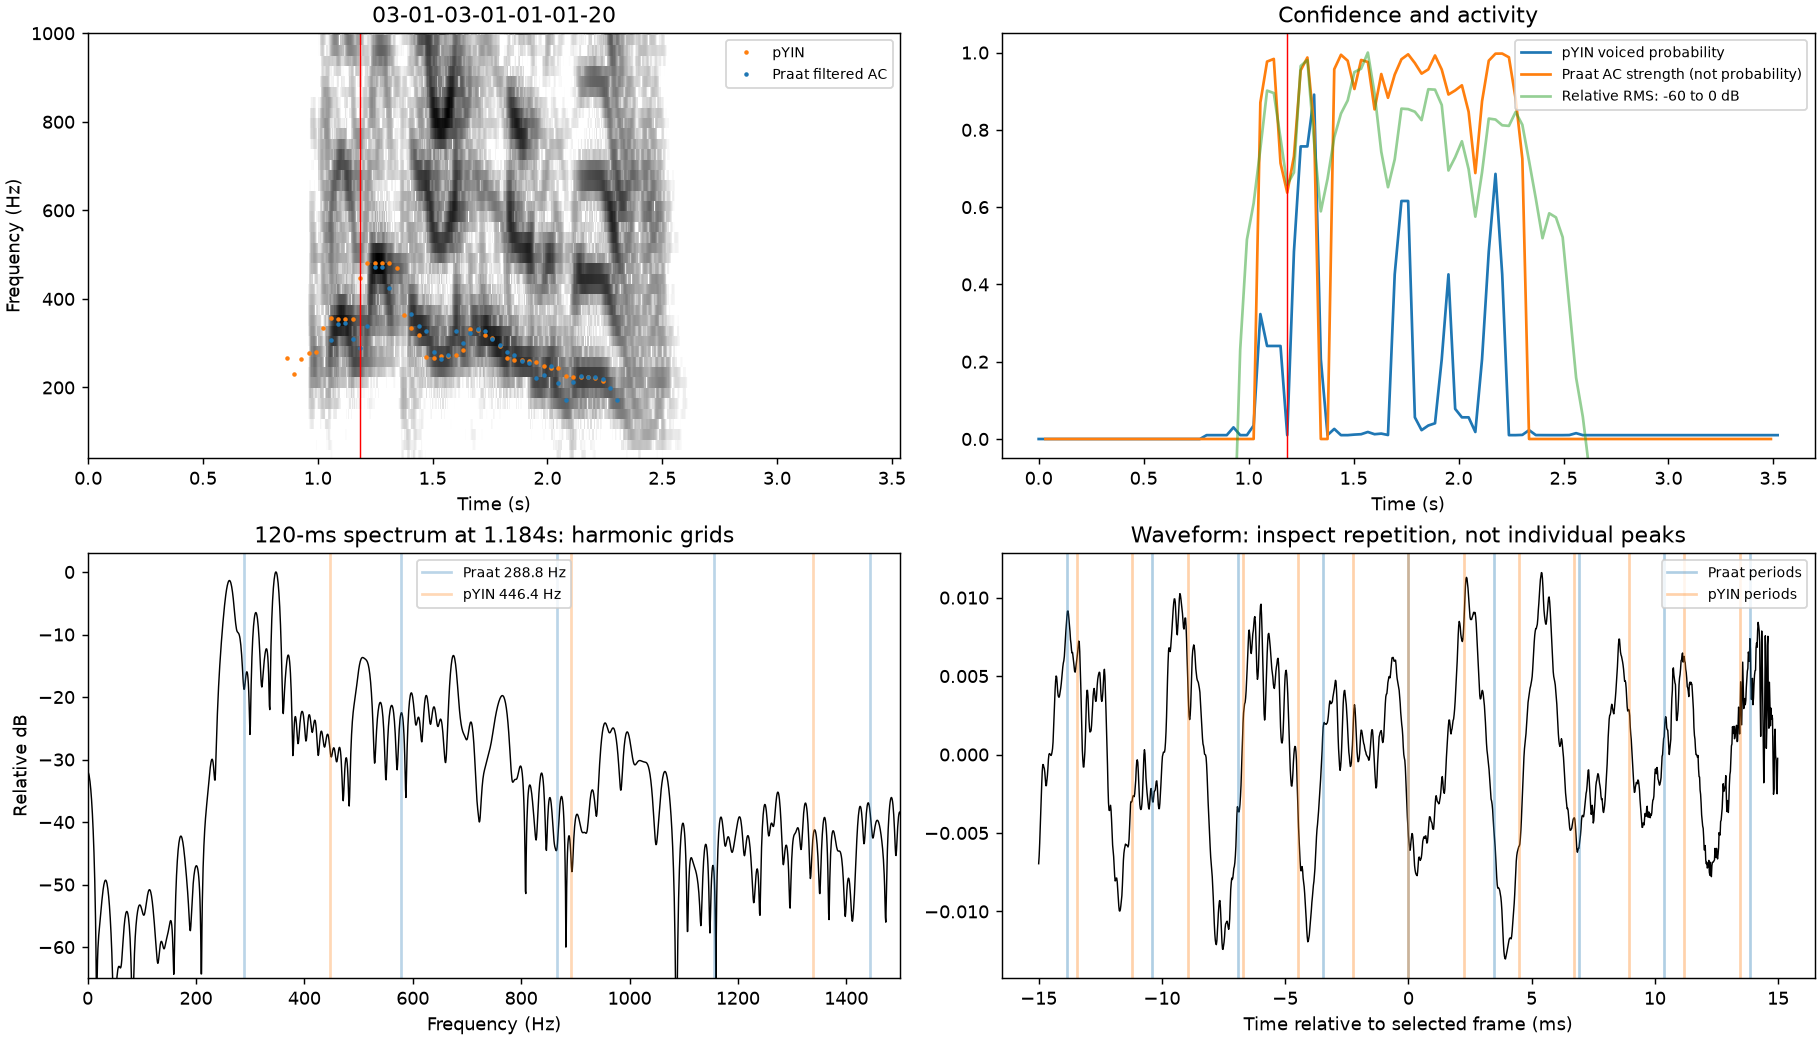 03-01-03-01-01-01-20
1000
800
600
400
200
Frequency (Hz)
pYIN
Praat filtered AC
0.0 0.5 1.0 1.5 2.0 2.5 3.0 3.5
Time (s)
Confidence and activity
1.0
0.8
0.6
0.4
0.2
0.0
pYIN voiced probability
Praat AC strength (not probability)
Relative RMS: -60 to 0 dB
0.0 0.5 1.0 1.5 2.0 2.5 3.0 3.5
Time (s)
120-ms spectrum at 1.184s: harmonic grids
0
−10
−20
−30
−40
−50
−60
Relative dB
Praat 288.8 Hz
pYIN 446.4 Hz
0 200 400 600 800 1000 1200 1400
Frequency (Hz)
Waveform: inspect repetition, not individual peaks
0.010
0.005
0.000
−0.005
−0.010
Praat periods
pYIN periods
−15 −10 −5 0 5 10 15
Time relative to selected frame (ms)